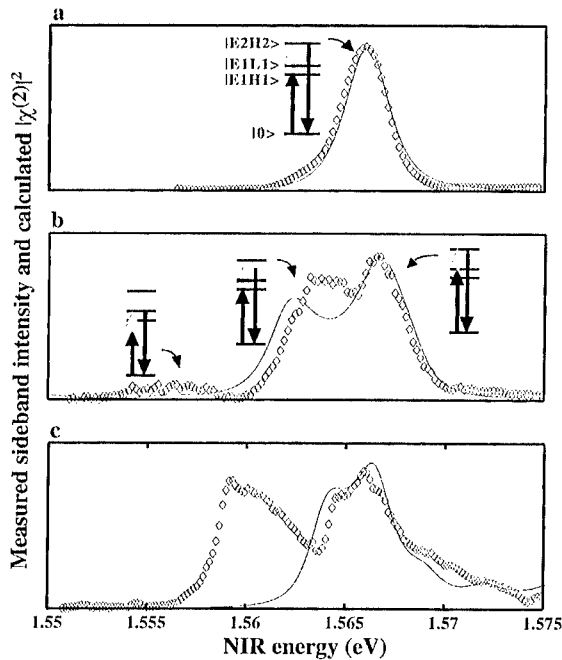 a
|E2H2>
|E1L1>
|E1H1>
|0>
b
c
Measured sideband intensity and calculated |χ(2)|2
1.55
1.555
1.56
1.565
1.57
1.575
NIR energy (eV)